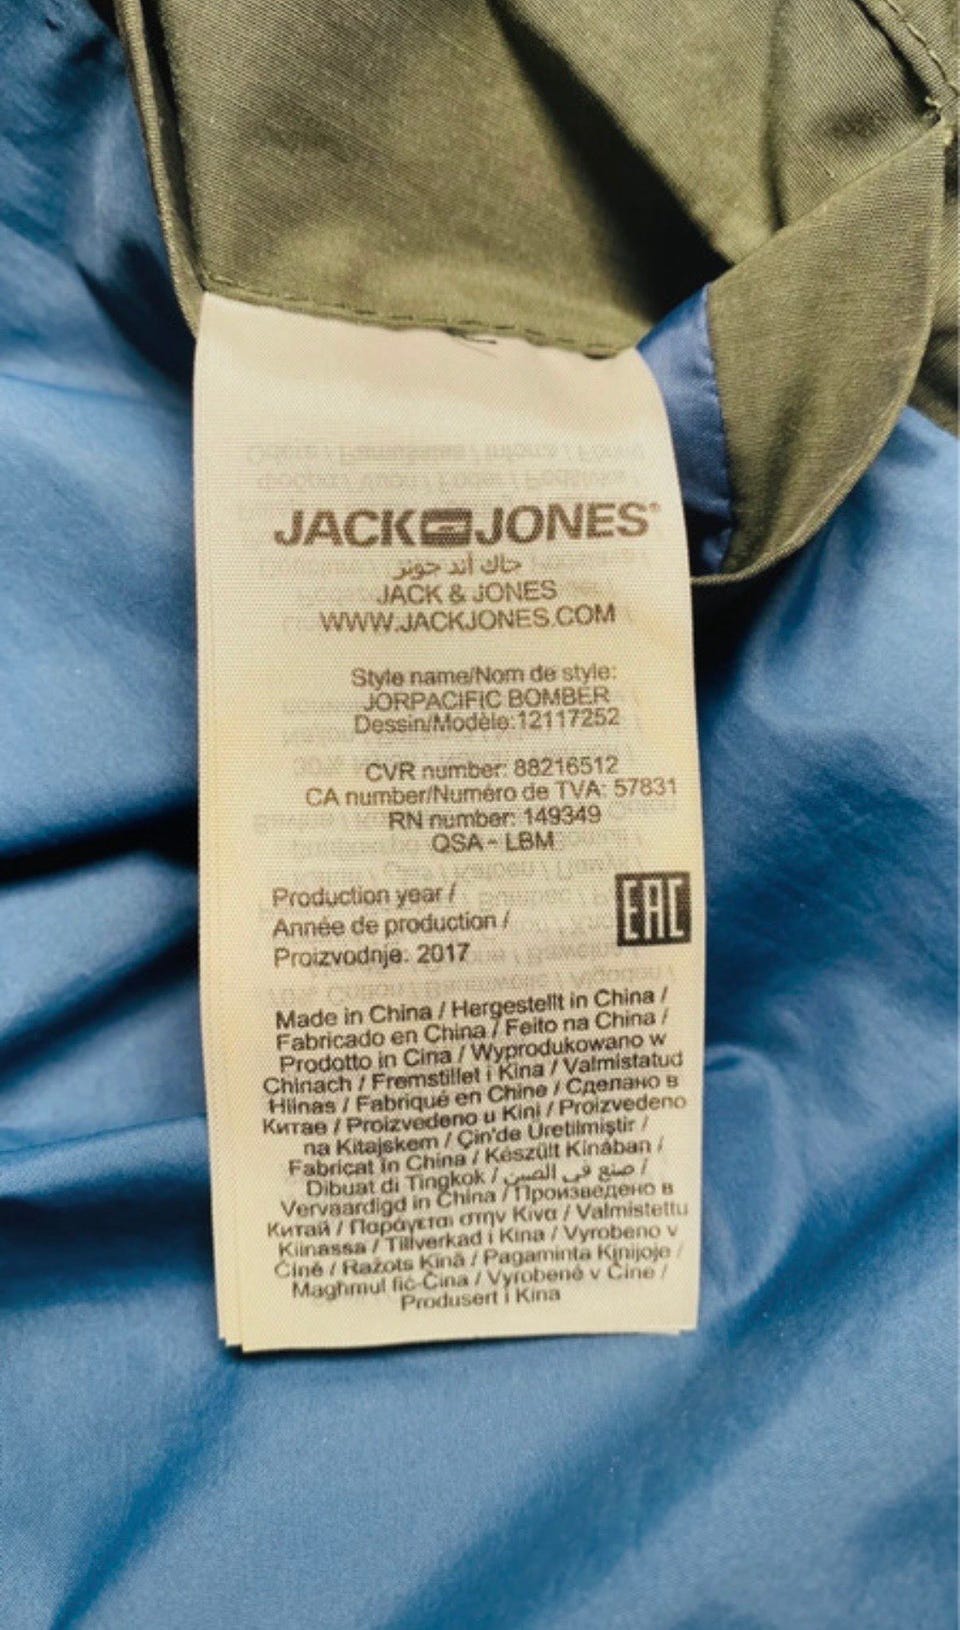 JACK JONES®
جاك أند جونز
JACK & JONES
WWW.JACKJONES.COM
Style name/Nom de style:
JORPACIFIC BOMBER
Dessin/Modèle:12117252
CVR number: 88216512
CA number/Numéro de TVA: 57831
RN number: 149349
QSA - LBM
Production year /
Année de production /
Proizvodnje: 2017
EAC
Made in China / Hergestellt in China /
Fabricado en China / Feito na China /
Prodotto in Cina / Wyprodukowano w
Chinach / Fremstillet i Kina / Valmistatud
Hiinas / Fabriqué en Chine / Сделано в
Китае / Proizvedeno u Kini / Proizvedeno
na Kitajskem / Çin'de Üretilmiştir /
Fabricat în China / Készült Kínában /
Dibuat di Tingkok / صنع في الصين /
Vervaardigd in China / Произведено в
Китай / Παράγεται στην Κίνα / Valmistettu
Kiinassa / Tillverkad i Kina / Vyrobeno v
Číně / Ražots Ķīnā / Pagaminta Kinijoje /
Magħmul fiċ-Ċina / Vyrobené v Číne /
Produsert i Kina